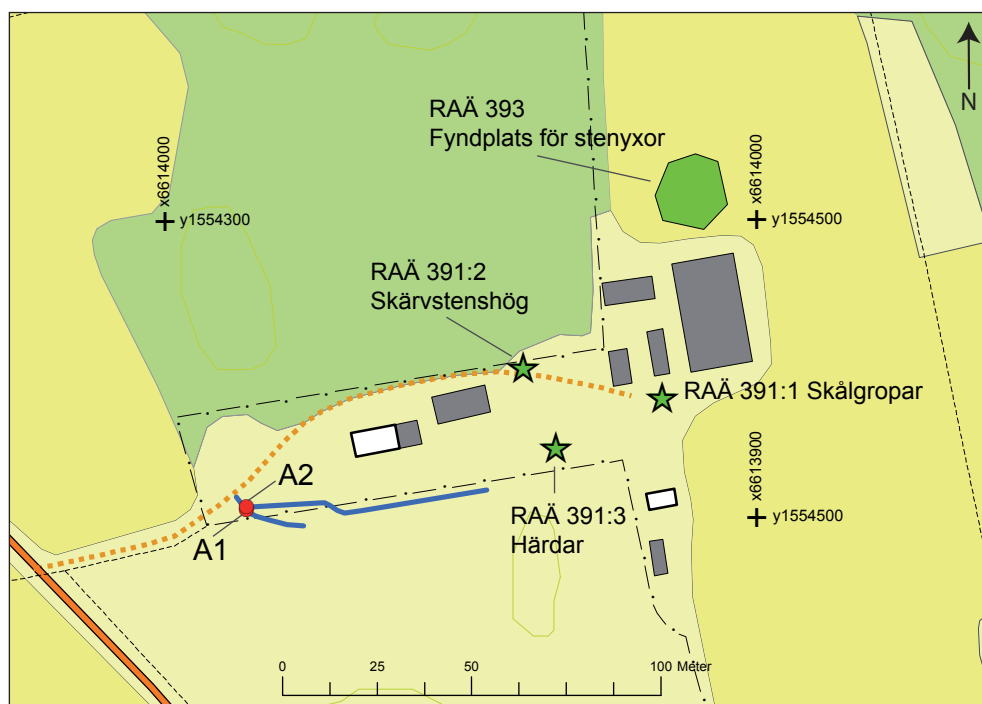 RAÄ 393
Fyndplats för stenyxor
N
x6614000
y1554300
x6614000
y1554500
RAÄ 391:2
Skärvstenshög
RAÄ 391:1 Skålgropar
A2
A1
RAÄ 391:3
Härdar
x6613900
y1554500
0 25 50 100 Meter